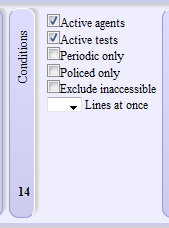 Conditions
14
Active agents
Active tests
Periodic only
Policed only
Exclude inaccessible
Lines at once